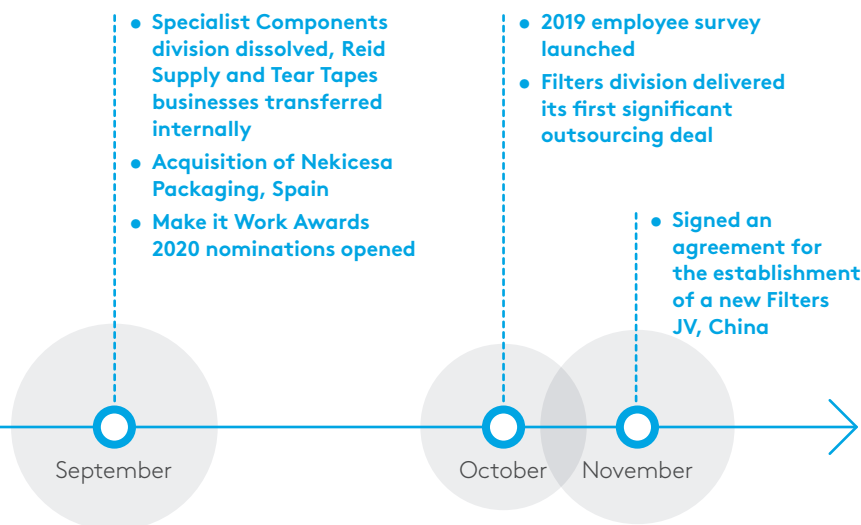 • Specialist Components
division dissolved, Reid
Supply and Tear Tapes
businesses transferred
internally
• Acquisition of Nekicesa
Packaging, Spain
• Make it Work Awards
2020 nominations opened
• 2019 employee survey
launched
• Filters division delivered
its first significant
outsourcing deal
• Signed an
agreement for
the establishment
of a new Filters
JV, China
September
October
November